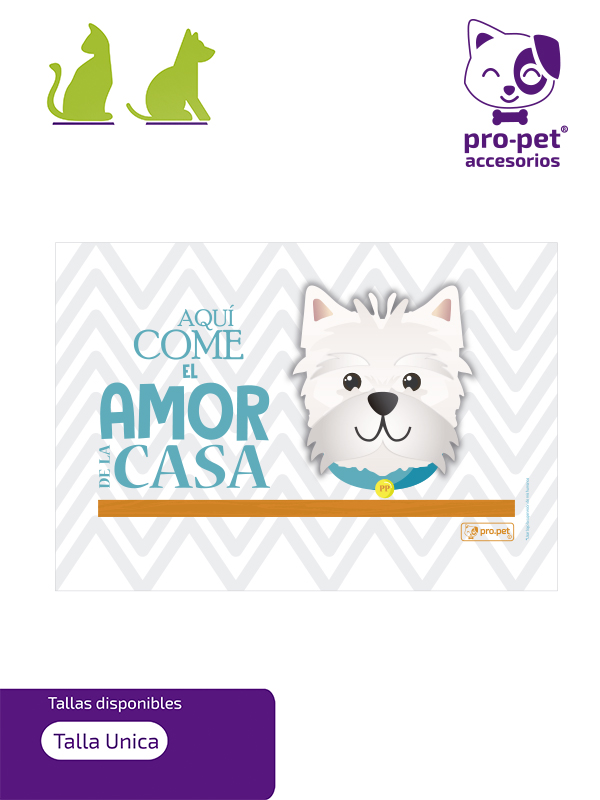 pro-pet®
accesorios
AQUÍ
COME
EL
AMOR
DE LA
CASA
PP
pro.pet
Tallas disponibles
Talla Unica